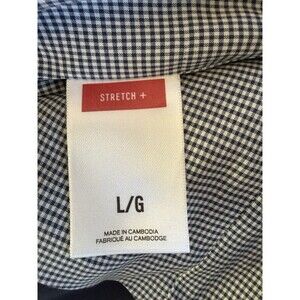 STRETCH +
L/G
MADE IN CAMBODIA
FABRIQUÉ AU CAMBODGE